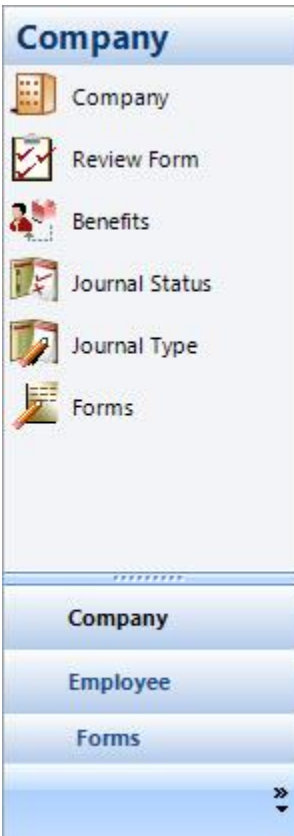 Company
Company
Review Form
Benefits
Journal Status
Journal Type
Forms
Company
Employee
Forms